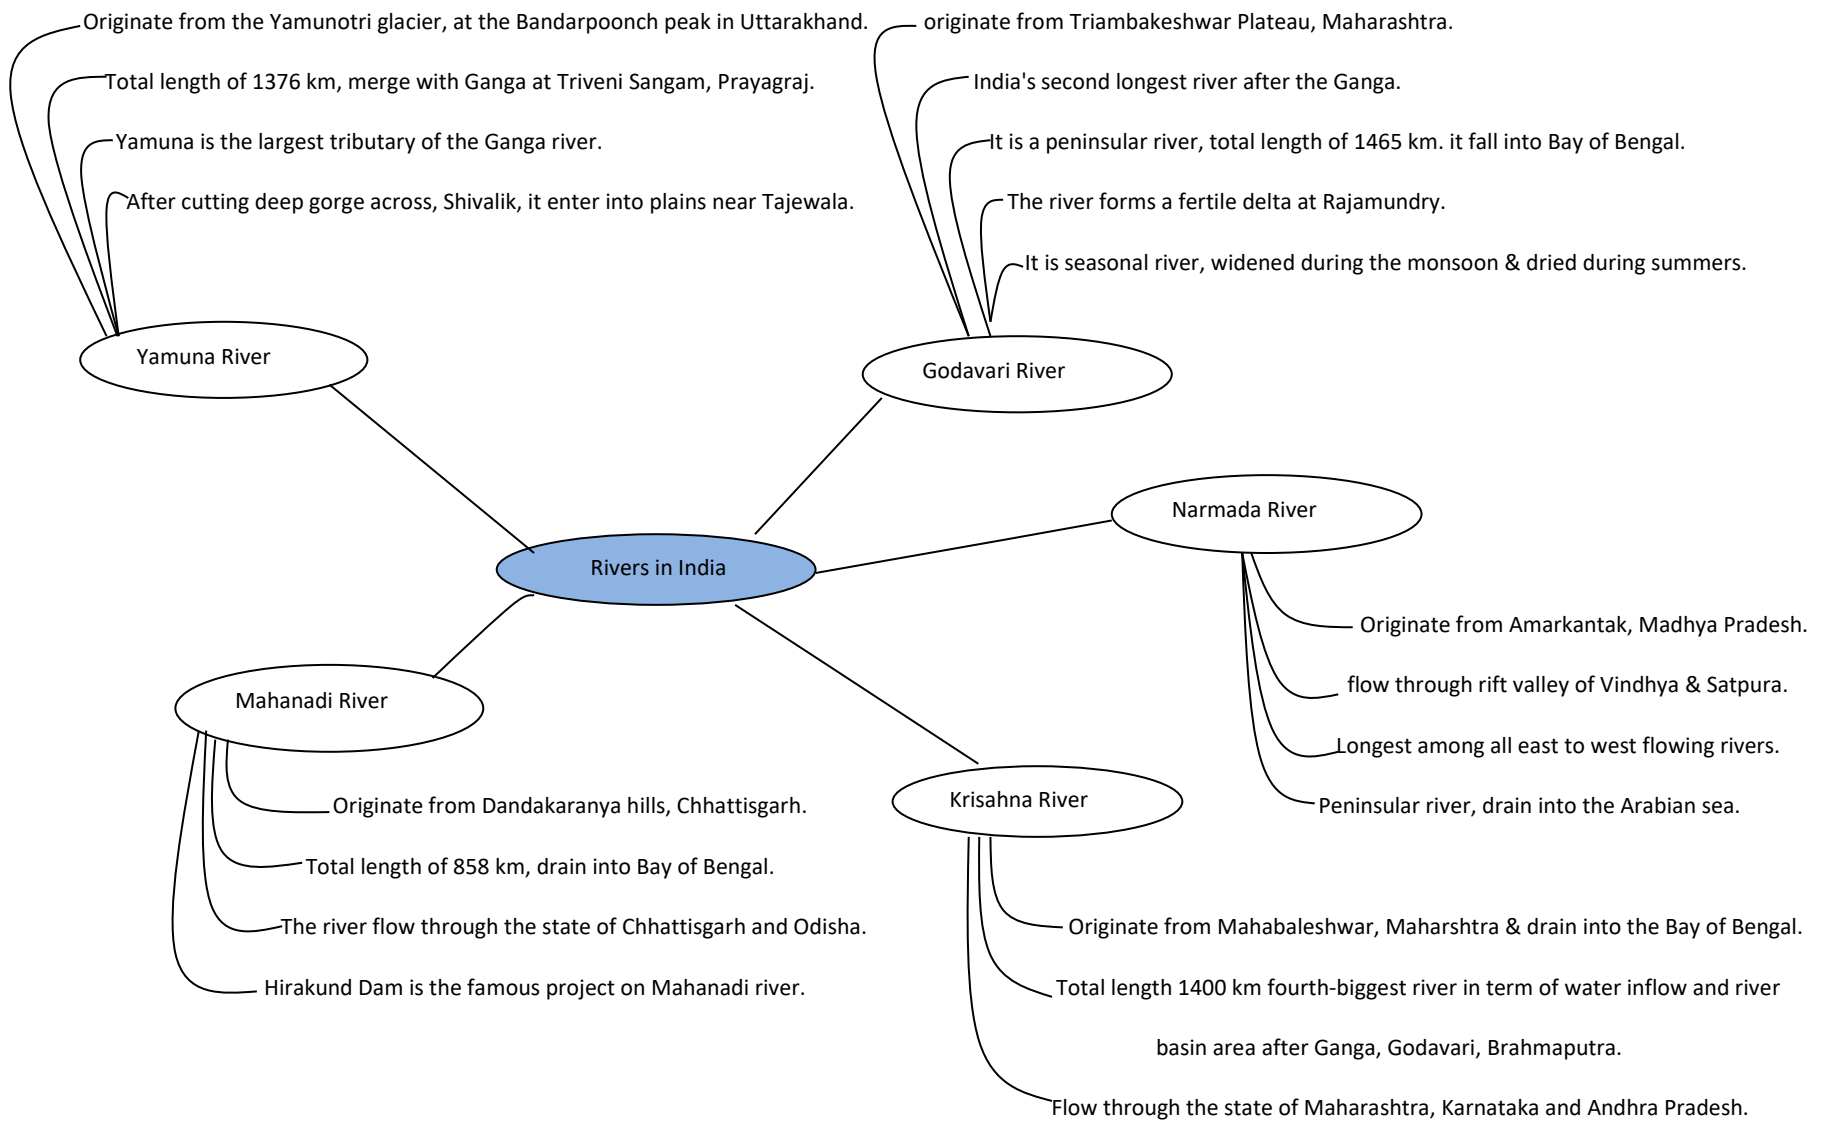 Originate from the Yamunotri glacier, at the Bandarpoonch peak in Uttarakhand.
Total length of 1376 km, merge with Ganga at Triveni Sangam, Prayagraj.
Yamuna is the largest tributary of the Ganga river.
After cutting deep gorge across, Shivalik, it enter into plains near Tajewala.
Yamuna River
originate from Triambakeshwar Plateau, Maharashtra.
India's second longest river after the Ganga.
It is a peninsular river, total length of 1465 km. it fall into Bay of Bengal.
The river forms a fertile delta at Rajamundry.
It is seasonal river, widened during the monsoon & dried during summers.
Godavari River
Narmada River
Originate from Amarkantak, Madhya Pradesh.
flow through rift valley of Vindhya & Satpura.
Longest among all east to west flowing rivers.
Peninsular river, drain into the Arabian sea.
Rivers in India
Mahanadi River
Originate from Dandakaranya hills, Chhattisgarh.
Total length of 858 km, drain into Bay of Bengal.
The river flow through the state of Chhattisgarh and Odisha.
Hirakund Dam is the famous project on Mahanadi river.
Krisahna River
Originate from Mahabaleshwar, Maharshtra & drain into the Bay of Bengal.
Total length 1400 km fourth-biggest river in term of water inflow and river
basin area after Ganga, Godavari, Brahmaputra.
Flow through the state of Maharashtra, Karnataka and Andhra Pradesh.